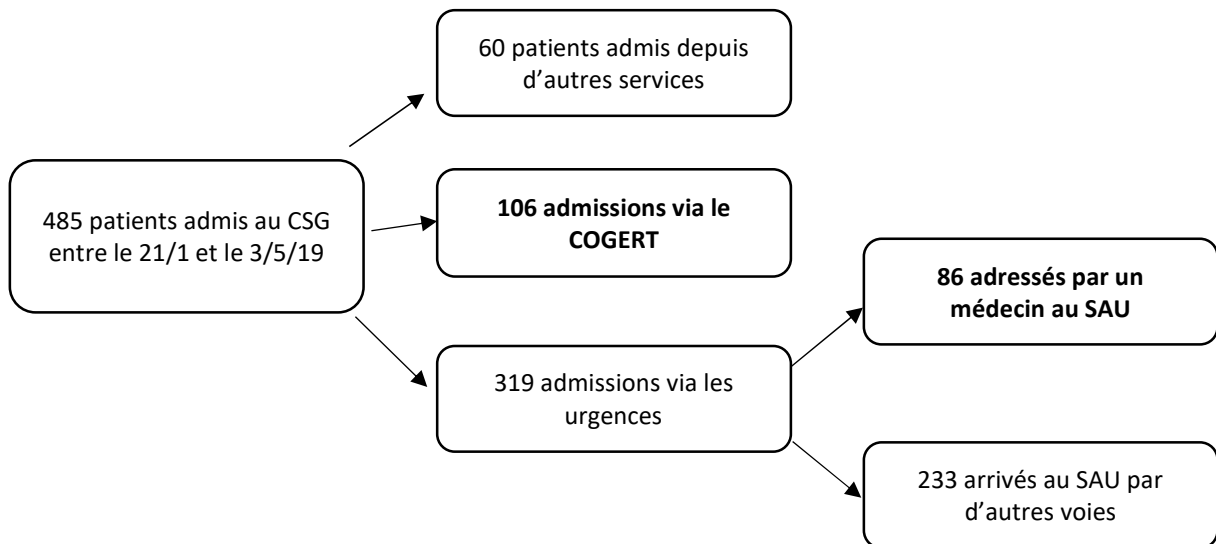 60 patients admis depuis
d’autres services
485 patients admis au CSG
entre le 21/1 et le 3/5/19
106 admissions via le
COGERT
86 adressés par un
médecin au SAU
319 admissions via les
urgences
233 arrivés au SAU par
d’autres voies